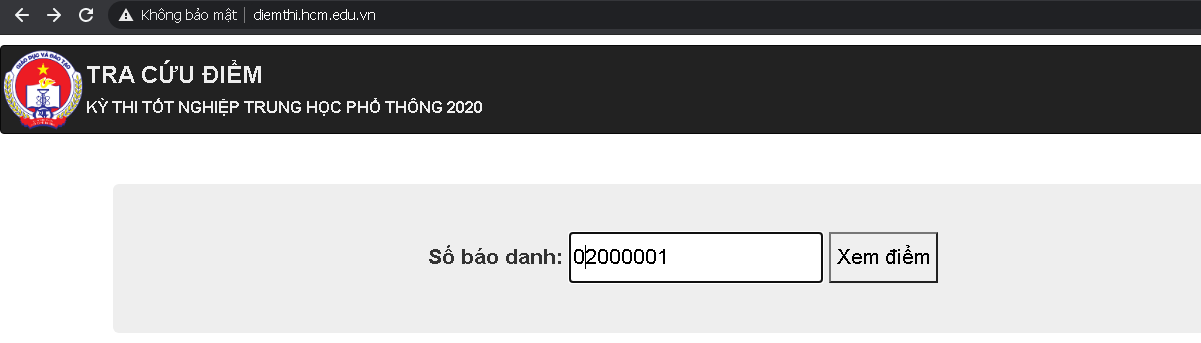 Không bảo mật | diemthi.hcm.edu.vn
GIÁO DỤC VÀ ĐÀO TẠO
TRA CỨU ĐIỂM
KỲ THI TỐT NGHIỆP TRUNG HỌC PHỔ THÔNG 2020
Số báo danh: 02000001 Xem điểm